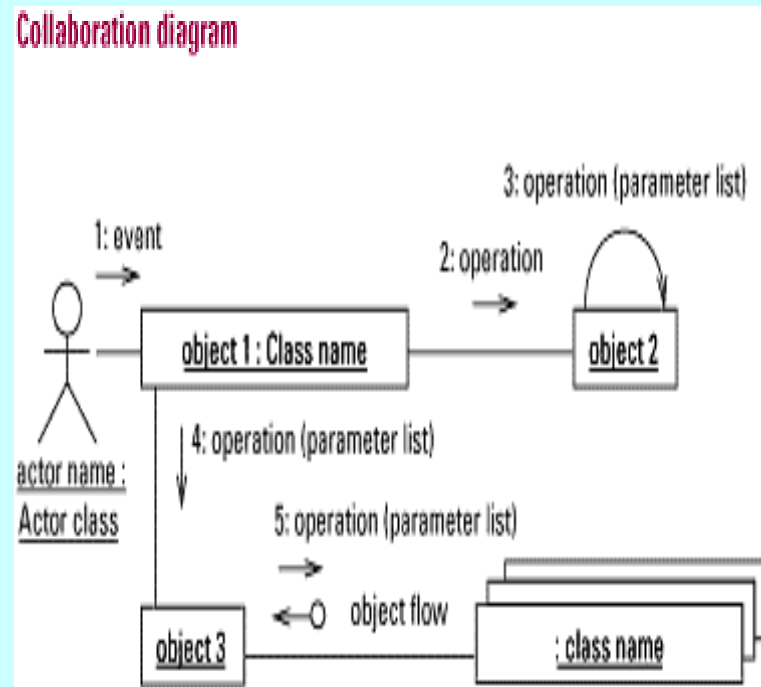 Collaboration diagram
3: operation (parameter list)
1: event
2: operation
object 1 : Class name
object 2
4: operation (parameter list)
actor name :
Actor class
5: operation (parameter list)
object flow
object 3
: class name